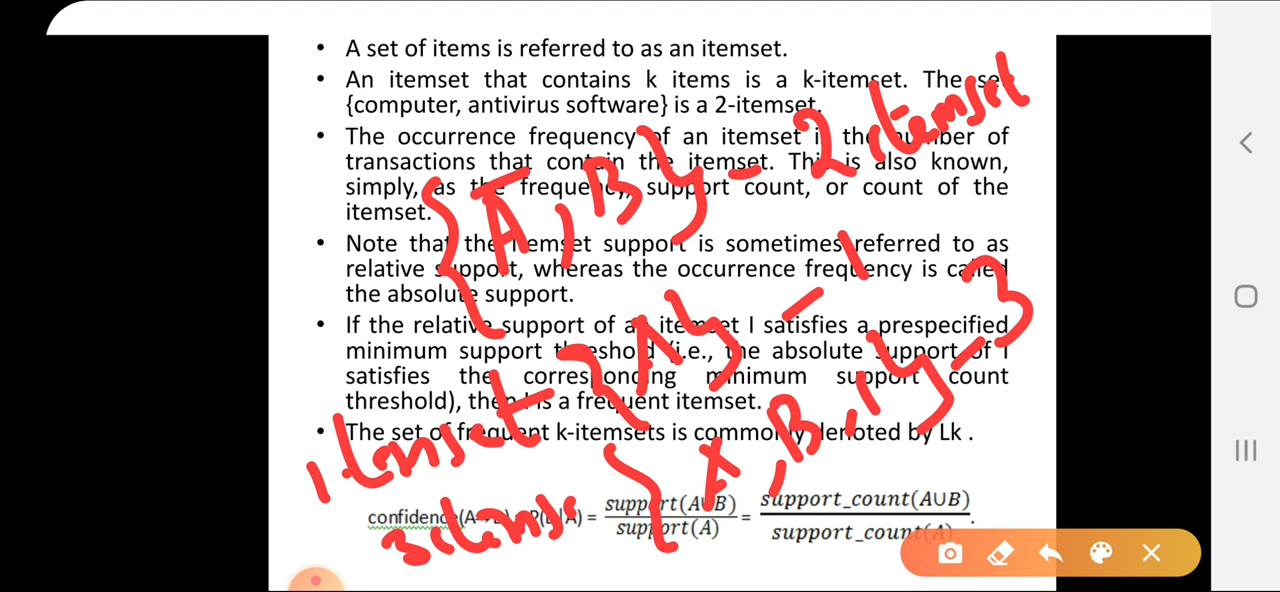 • A set of items is referred to as an itemset.
• An itemset that contains k items is a k-itemset. The set
{computer, antivirus software} is a 2-itemset.
• The occurrence frequency of an itemset is the number of
transactions that contain the itemset. This is also known,
simply, as the frequency, support count, or count of the
itemset.
{A, B} - 2 itemset
• Note that the itemset support is sometimes referred to as
relative support, whereas the occurrence frequency is called
the absolute support.
• If the relative support of an itemset I satisfies a prespecified
minimum support threshold (i.e., the absolute support of I
satisfies the corresponding minimum support count
threshold), then I is a frequent itemset.
1 itemset - {A} - 1
• The set of frequent k-itemsets is commonly denoted by Lk .
3 items {A, B, 1} - 3
confidence(A→B) = P(B|A) = support(A∪B) / support(A) = support_count(A∪B) / support_count(A) .